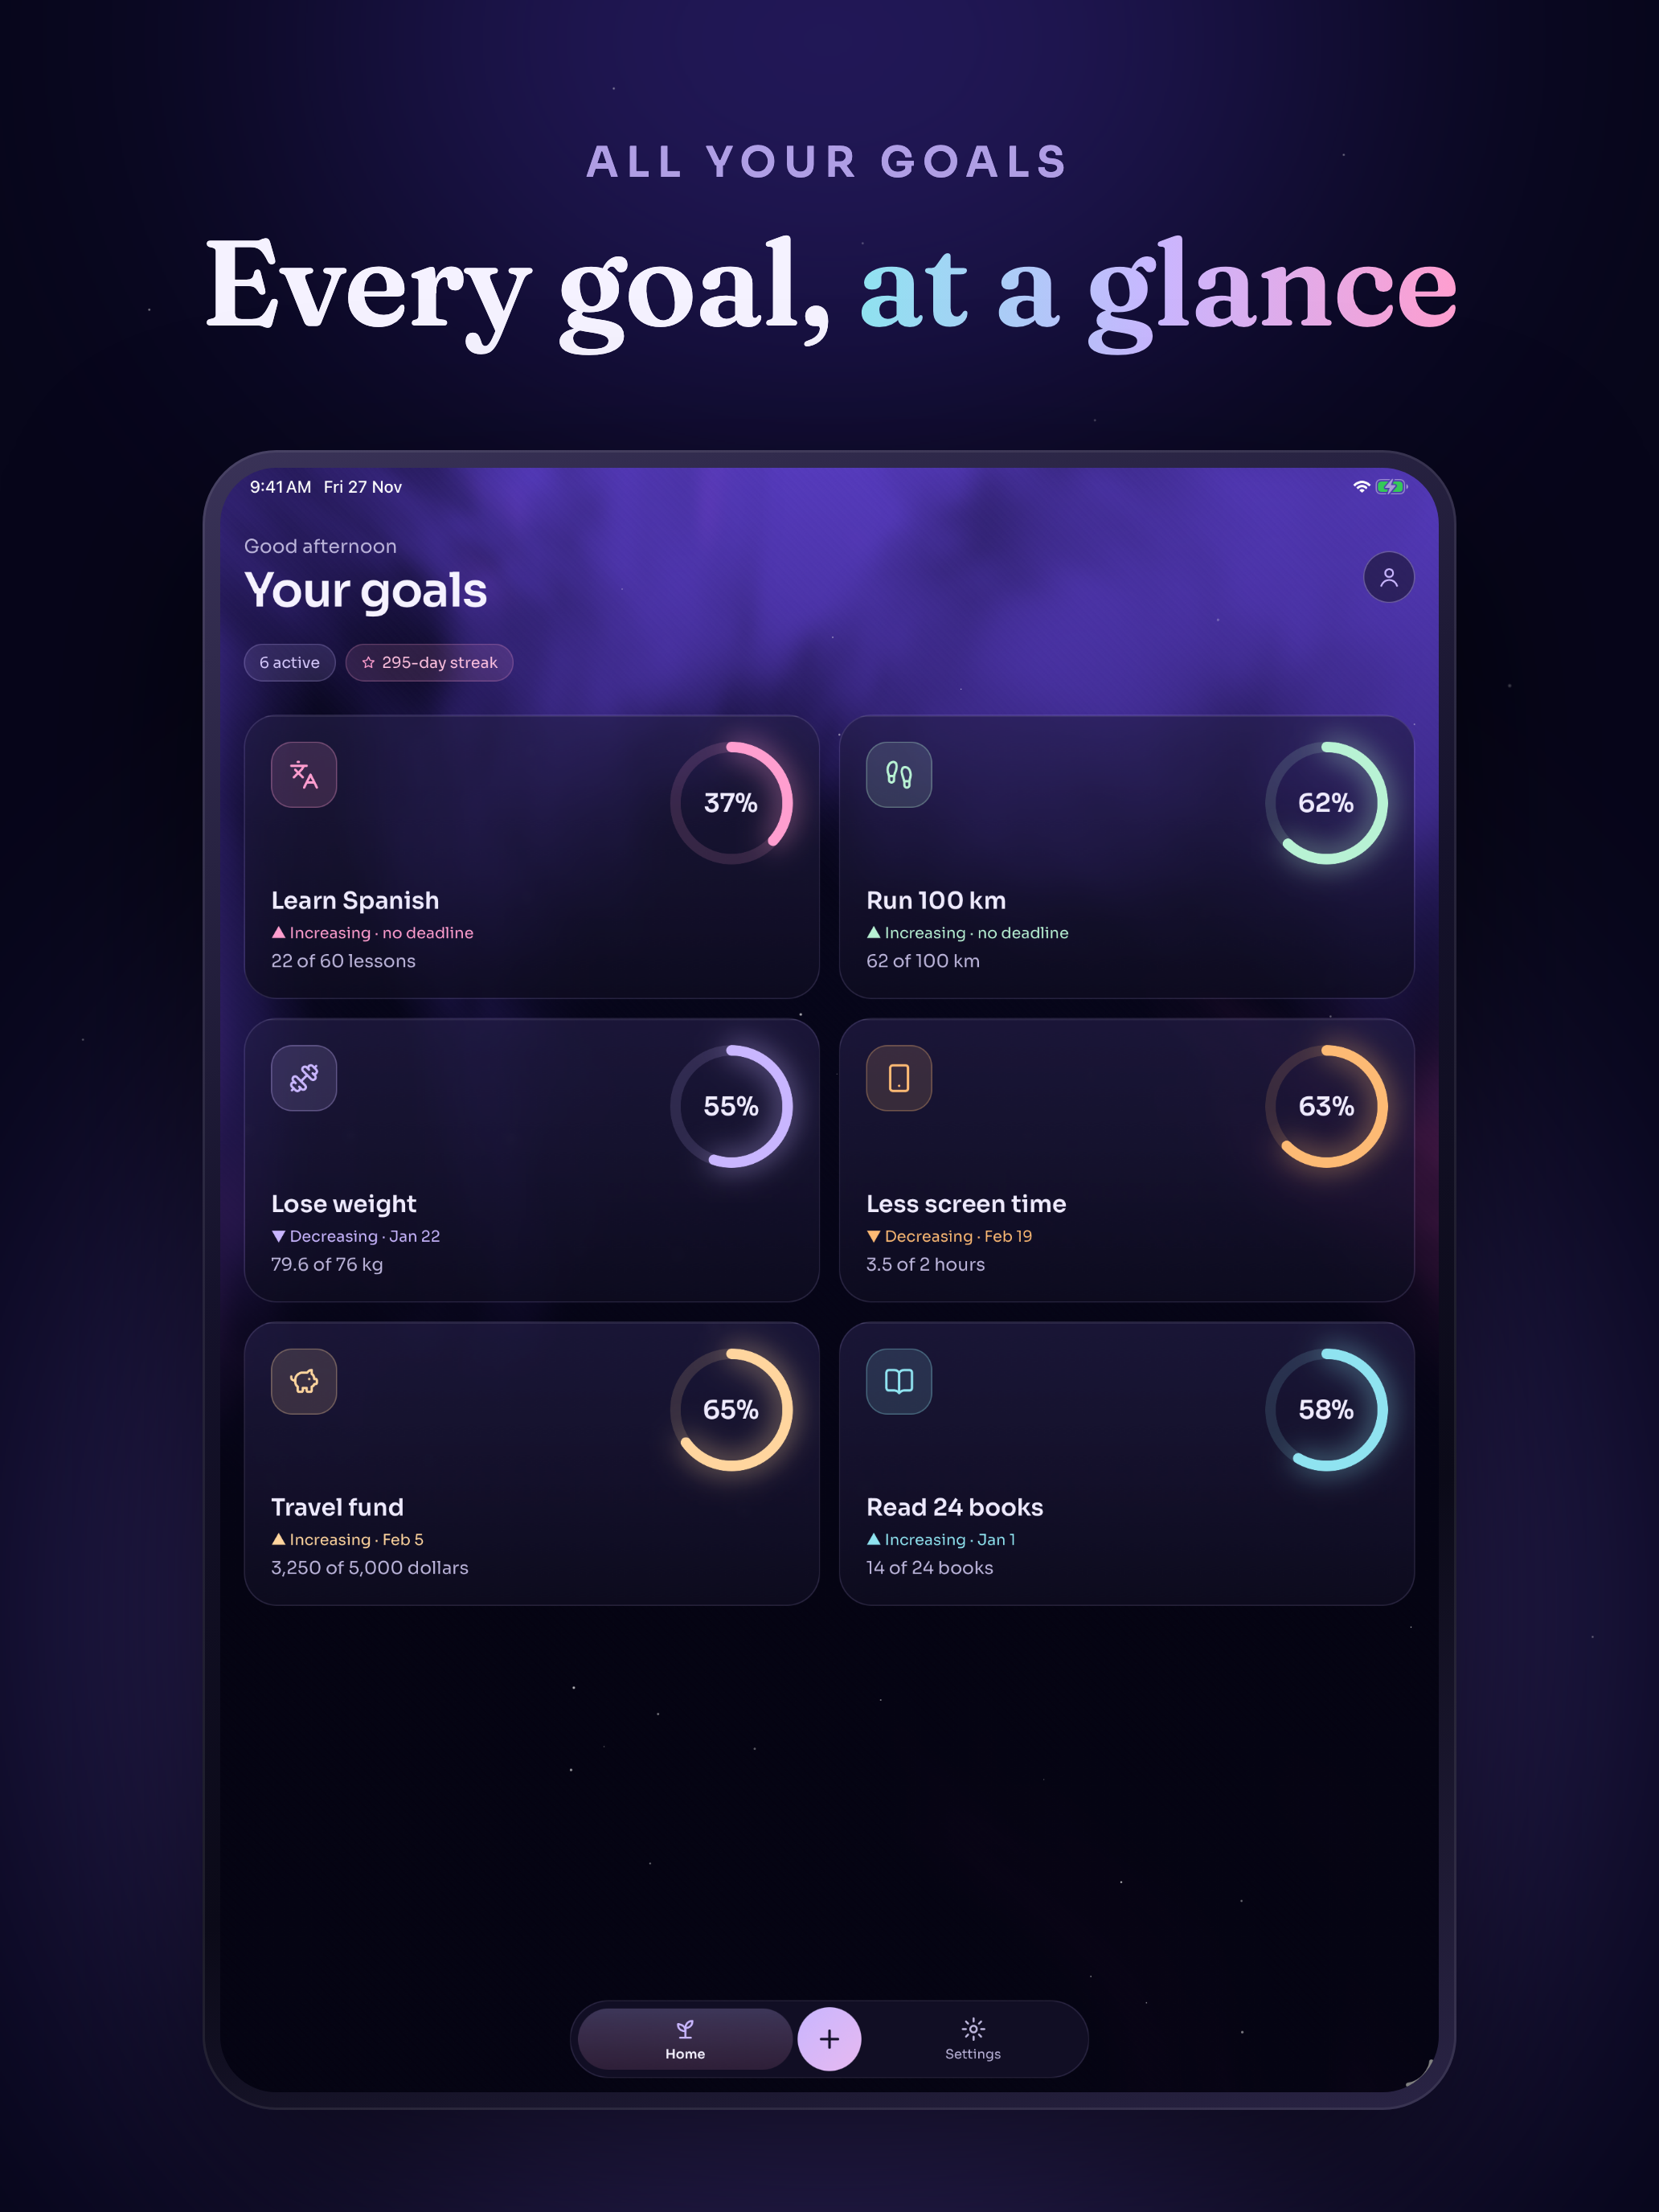 ALL YOUR GOALS
Every goal, at a glance
9:41 AM Fri 27 Nov
Good afternoon
Your goals
6 active
295-day streak
37%
Learn Spanish
▲ Increasing · no deadline
22 of 60 lessons
62%
Run 100 km
▲ Increasing · no deadline
62 of 100 km
55%
Lose weight
▼ Decreasing · Jan 22
79.6 of 76 kg
63%
Less screen time
▼ Decreasing · Feb 19
3.5 of 2 hours
65%
Travel fund
▲ Increasing · Feb 5
3,250 of 5,000 dollars
58%
Read 24 books
▲ Increasing · Jan 1
14 of 24 books
Home
+
Settings